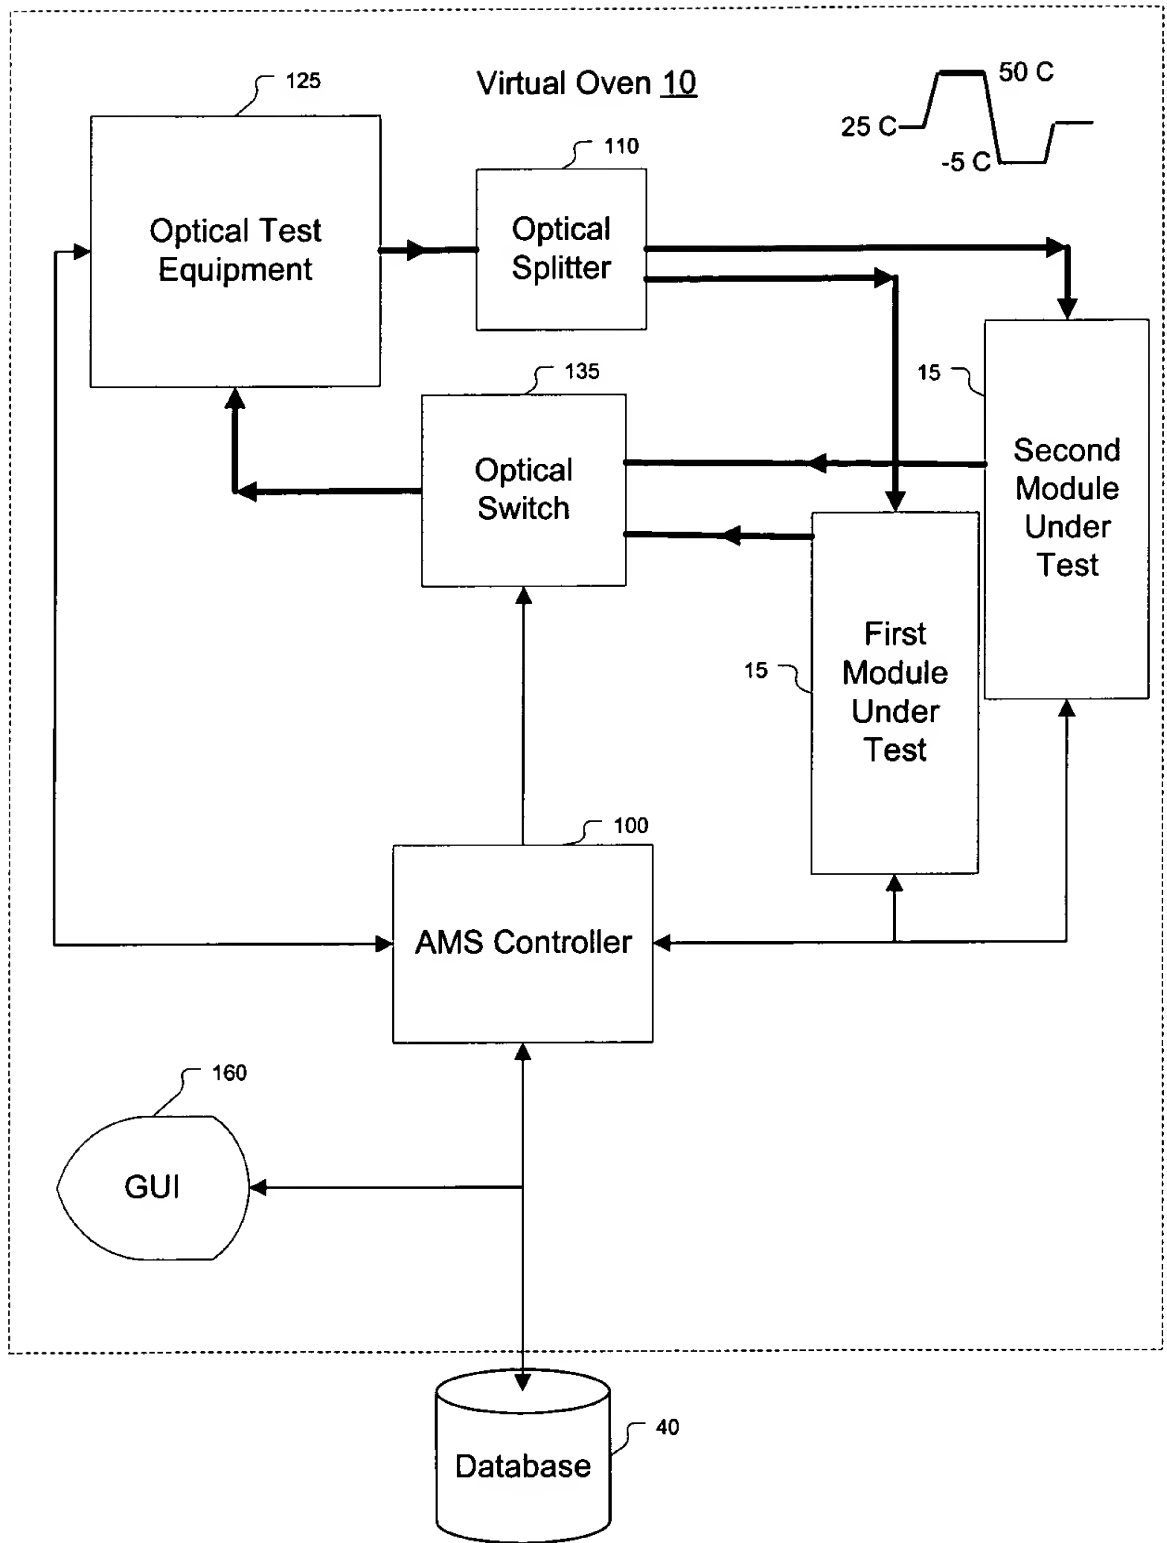 Virtual Oven 10
50 C
25 C
-5 C
125
Optical Test
Equipment
110
Optical
Splitter
135
Optical
Switch
15
Second
Module
Under
Test
15
First
Module
Under
Test
100
AMS Controller
160
GUI
40
Database